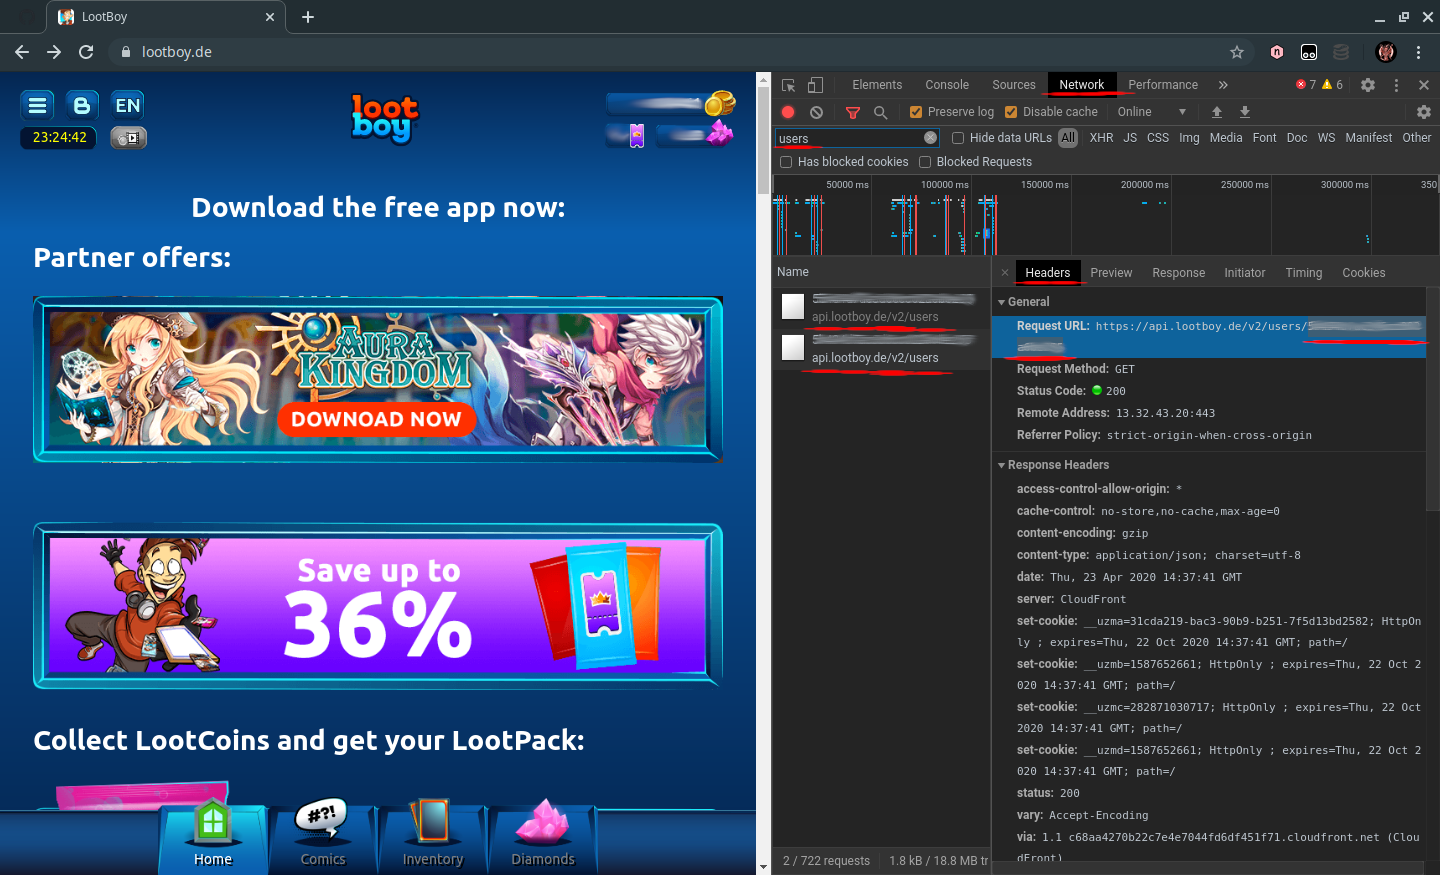 LootBoy
lootboy.de
EN
23:24:42
loot
boy
Download the free app now:
Partner offers:
AURA
KINGDOM
DOWNOAD NOW
Save up to
36%
Collect LootCoins and get your LootPack:
Home
#?!
Comics
Inventory
Diamonds
Elements Console Sources Network Performance » 7 6
Preserve log Disable cache Online
users Hide data URLs All XHR JS CSS Img Media Font Doc WS Manifest Other
Has blocked cookies Blocked Requests
50000 ms 100000 ms 150000 ms 200000 ms 250000 ms 300000 ms 350
Name
api.lootboy.de/v2/users
api.lootboy.de/v2/users
2 / 722 requests 1.8 kB / 18.8 MB tr
Headers Preview Response Initiator Timing Cookies
General
Request URL: https://api.lootboy.de/v2/users/5
Request Method: GET
Status Code: 200
Remote Address: 13.32.43.20:443
Referrer Policy: strict-origin-when-cross-origin
Response Headers
access-control-allow-origin: *
cache-control: no-store,no-cache,max-age=0
content-encoding: gzip
content-type: application/json; charset=utf-8
date: Thu, 23 Apr 2020 14:37:41 GMT
server: CloudFront
set-cookie: __uzma=31cda219-bac3-90b9-b251-7f5d13bd2582; HttpOn
ly ; expires=Thu, 22 Oct 2020 14:37:41 GMT; path=/
set-cookie: __uzmb=1587652661; HttpOnly ; expires=Thu, 22 Oct 2
020 14:37:41 GMT; path=/
set-cookie: __uzmc=282871030717; HttpOnly ; expires=Thu, 22 Oct
2020 14:37:41 GMT; path=/
set-cookie: __uzmd=1587652661; HttpOnly ; expires=Thu, 22 Oct 2
020 14:37:41 GMT; path=/
status: 200
vary: Accept-Encoding
via: 1.1 c68aa4270b22c7e4e7044fd6df451f71.cloudfront.net (Clou
dFront)